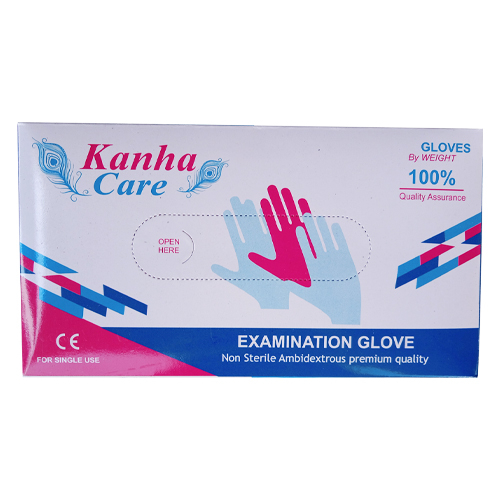 Kanha
Care
GLOVES
By WEIGHT
100%
Quality Assurance
OPEN
HERE
CE
FOR SINGLE USE
EXAMINATION GLOVE
Non Sterile Ambidextrous premium quality